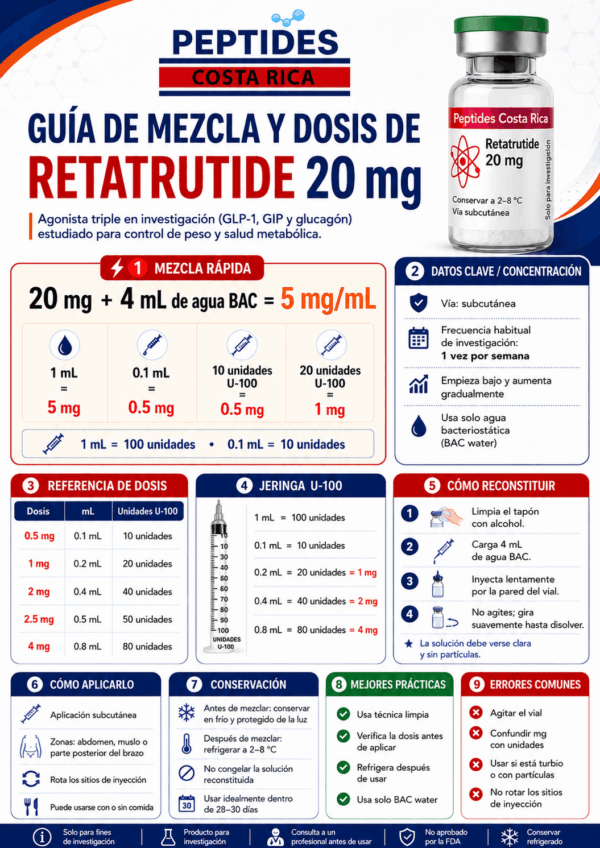 PEPTIDES
COSTA RICA
GUÍA DE MEZCLA Y DOSIS DE
RETATRUTIDE 20 mg
Agonista triple en investigación (GLP-1, GIP y glucagón)
estudiado para control de peso y salud metabólica.
Peptides Costa Rica
Retatrutide
20 mg
Conservar a 2–8 °C
Vía subcutánea
Solo para Investigación
1 MEZCLA RÁPIDA
20 mg + 4 mL de agua BAC = 5 mg/mL
1 mL
=
5 mg
0.1 mL
=
0.5 mg
10 unidades
U-100
=
0.5 mg
20 unidades
U-100
=
1 mg
1 mL = 100 unidades • 0.1 mL = 10 unidades
2 DATOS CLAVE / CONCENTRACIÓN
Vía: subcutánea
Frecuencia habitual
de investigación:
1 vez por semana
Empieza bajo y aumenta
gradualmente
Usa solo agua
bacteriostática
(BAC water)
3 REFERENCIA DE DOSIS
Dosis mL Unidades U-100
0.5 mg 0.1 mL 10 unidades
1 mg 0.2 mL 20 unidades
2 mg 0.4 mL 40 unidades
2.5 mg 0.5 mL 50 unidades
4 mg 0.8 mL 80 unidades
4 JERINGA U-100
10
20
30
40
50
60
70
80
90
100
UNIDADES
U-100
1 mL = 100 unidades
0.1 mL = 10 unidades
0.2 mL = 20 unidades = 1 mg
0.4 mL = 40 unidades = 2 mg
0.8 mL = 80 unidades = 4 mg
5 CÓMO RECONSTITUIR
1 Limpia el tapón
con alcohol.
2 Carga 4 mL
de agua BAC.
3 Inyecta lentamente
por la pared del vial.
4 No agites; gira
suavemente hasta disolver.
★ La solución debe verse clara
y sin partículas.
6 CÓMO APLICARLO
Aplicación subcutánea
Zonas: abdomen, muslo o
parte posterior del brazo
Rota los sitios de inyección
Puede usarse con o sin comida
7 CONSERVACIÓN
Antes de mezclar: conservar
en frío y protegido de la luz
Después de mezclar:
refrigerar a 2–8 °C
No congelar la solución
reconstituida
30
Usar idealmente dentro
de 28–30 días
8 MEJORES PRÁCTICAS
Usa técnica limpia
Verifica la dosis antes
de aplicar
Refrigera después
de usar
Usa solo BAC water
9 ERRORES COMUNES
Agitar el vial
Confundir mg
con unidades
Usar si está turbio
o con partículas
No rotar los sitios
de inyección
Solo para fines
de investigación
Producto para
investigación
Consulta a un
profesional antes de usar
No aprobado
por la FDA
Conservar
refrigerado